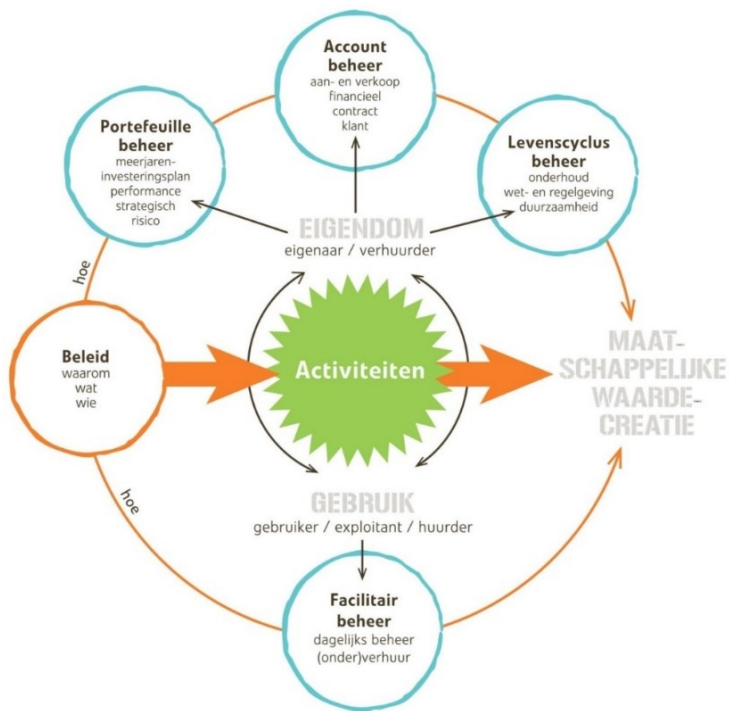 Account
beheer
aan- en verkoop
financieel
contract
klant
Portefeuille
beheer
meerjaren-
investeringsplan
performance
strategisch
risico
Levenscyclus
beheer
onderhoud
wet- en regelgeving
duurzaamheid
EIGENDOM
eigenaar / verhuurder
hoe
Beleid
waarom
wat
wie
Activiteiten
MAAT-
SCHAPPELIJKE
WAARDE-
CREATIE
hoe
GEBRUIK
gebruiker / exploitant / huurder
Facilitair
beheer
dagelijks beheer
(onder)verhuur